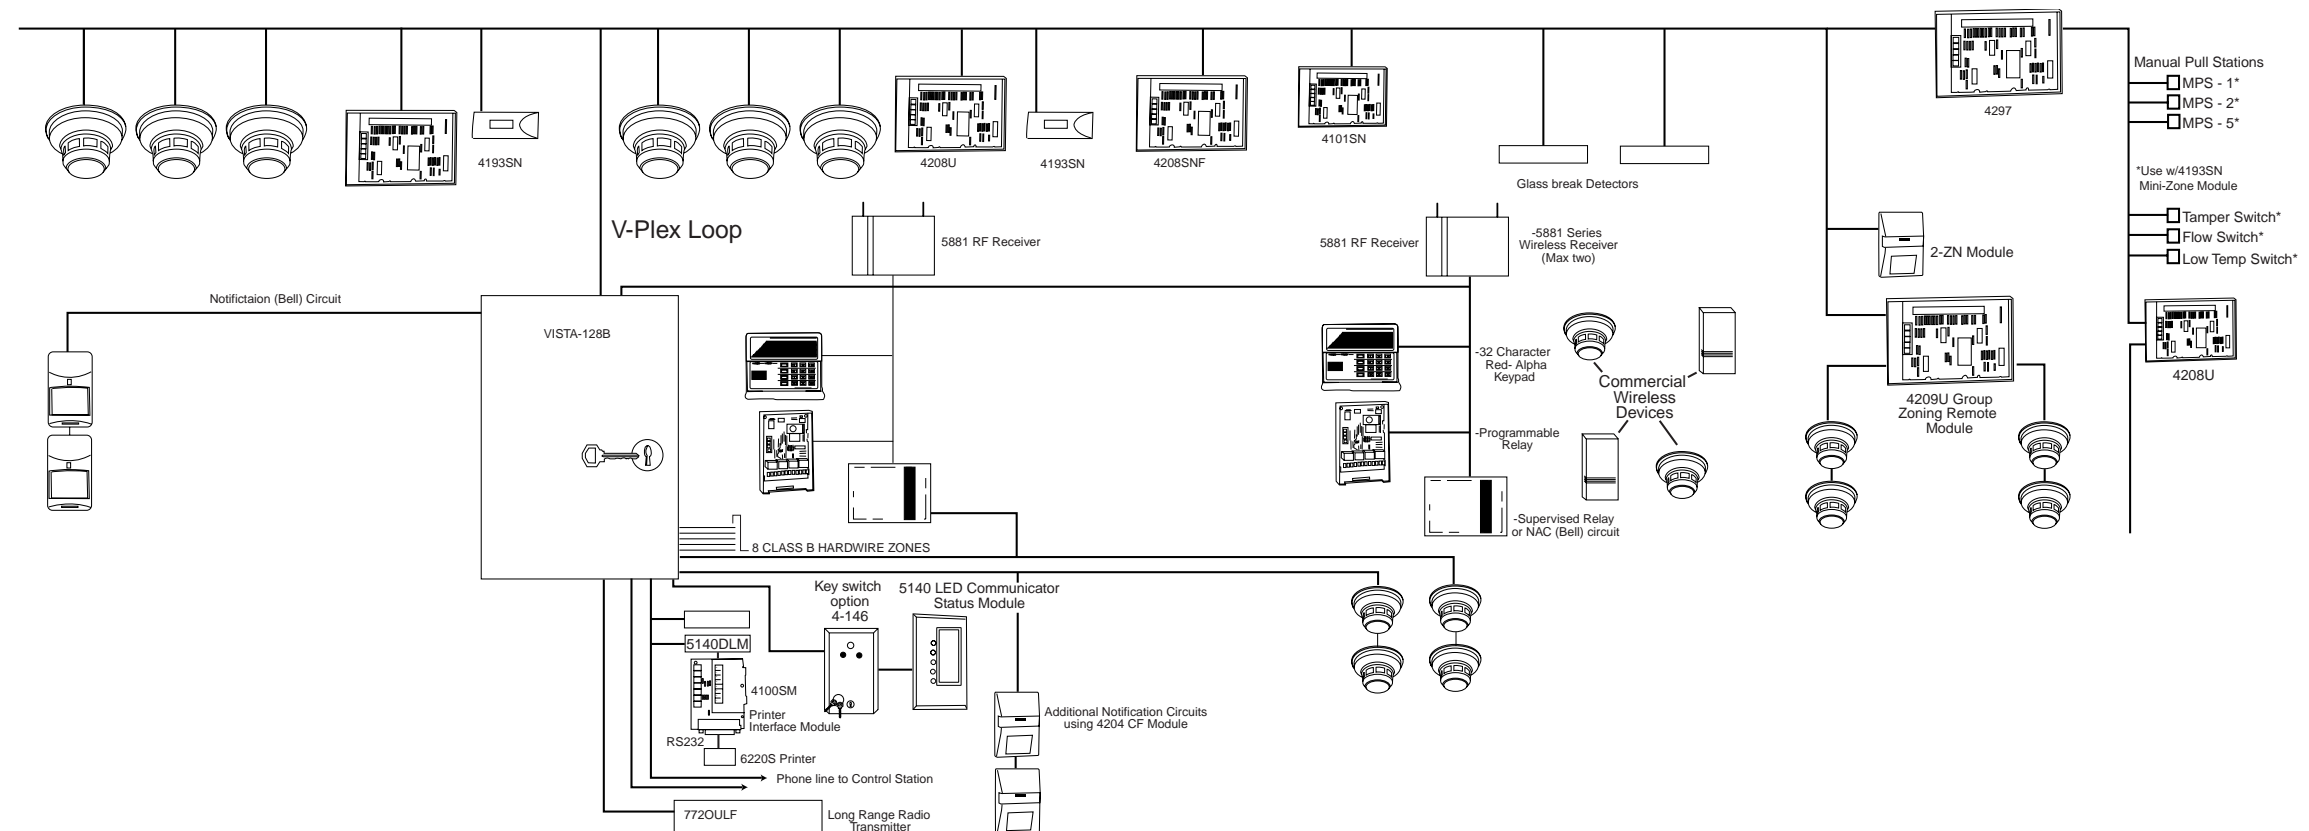 Manual Pull Stations
MPS - 1*
MPS - 2*
MPS - 5*
4297
4193SN
4208U
4193SN
4208SNF
4101SN
Glass break Detectors
*Use w/4193SN
Mini-Zone Module
Tamper Switch*
Flow Switch*
Low Temp Switch*
V-Plex Loop
5881 RF Receiver
5881 RF Receiver
-5881 Series
Wireless Receiver
(Max two)
2-ZN Module
Notifictaion (Bell) Circuit
VISTA-128B
-32 Character
Red- Alpha
Keypad
Commercial
Wireless
Devices
4208U
4209U Group
Zoning Remote
Module
-Programmable
Relay
-Supervised Relay
or NAC (Bell) circuit
8 CLASS B HARDWIRE ZONES
Key switch
option
4-146
5140 LED Communicator
Status Module
5140DLM
4100SM
Printer
Interface Module
RS232
6220S Printer
Additional Notification Circuits
using 4204 CF Module
Phone line to Control Station
772OULF
Long Range Radio
Transmitter